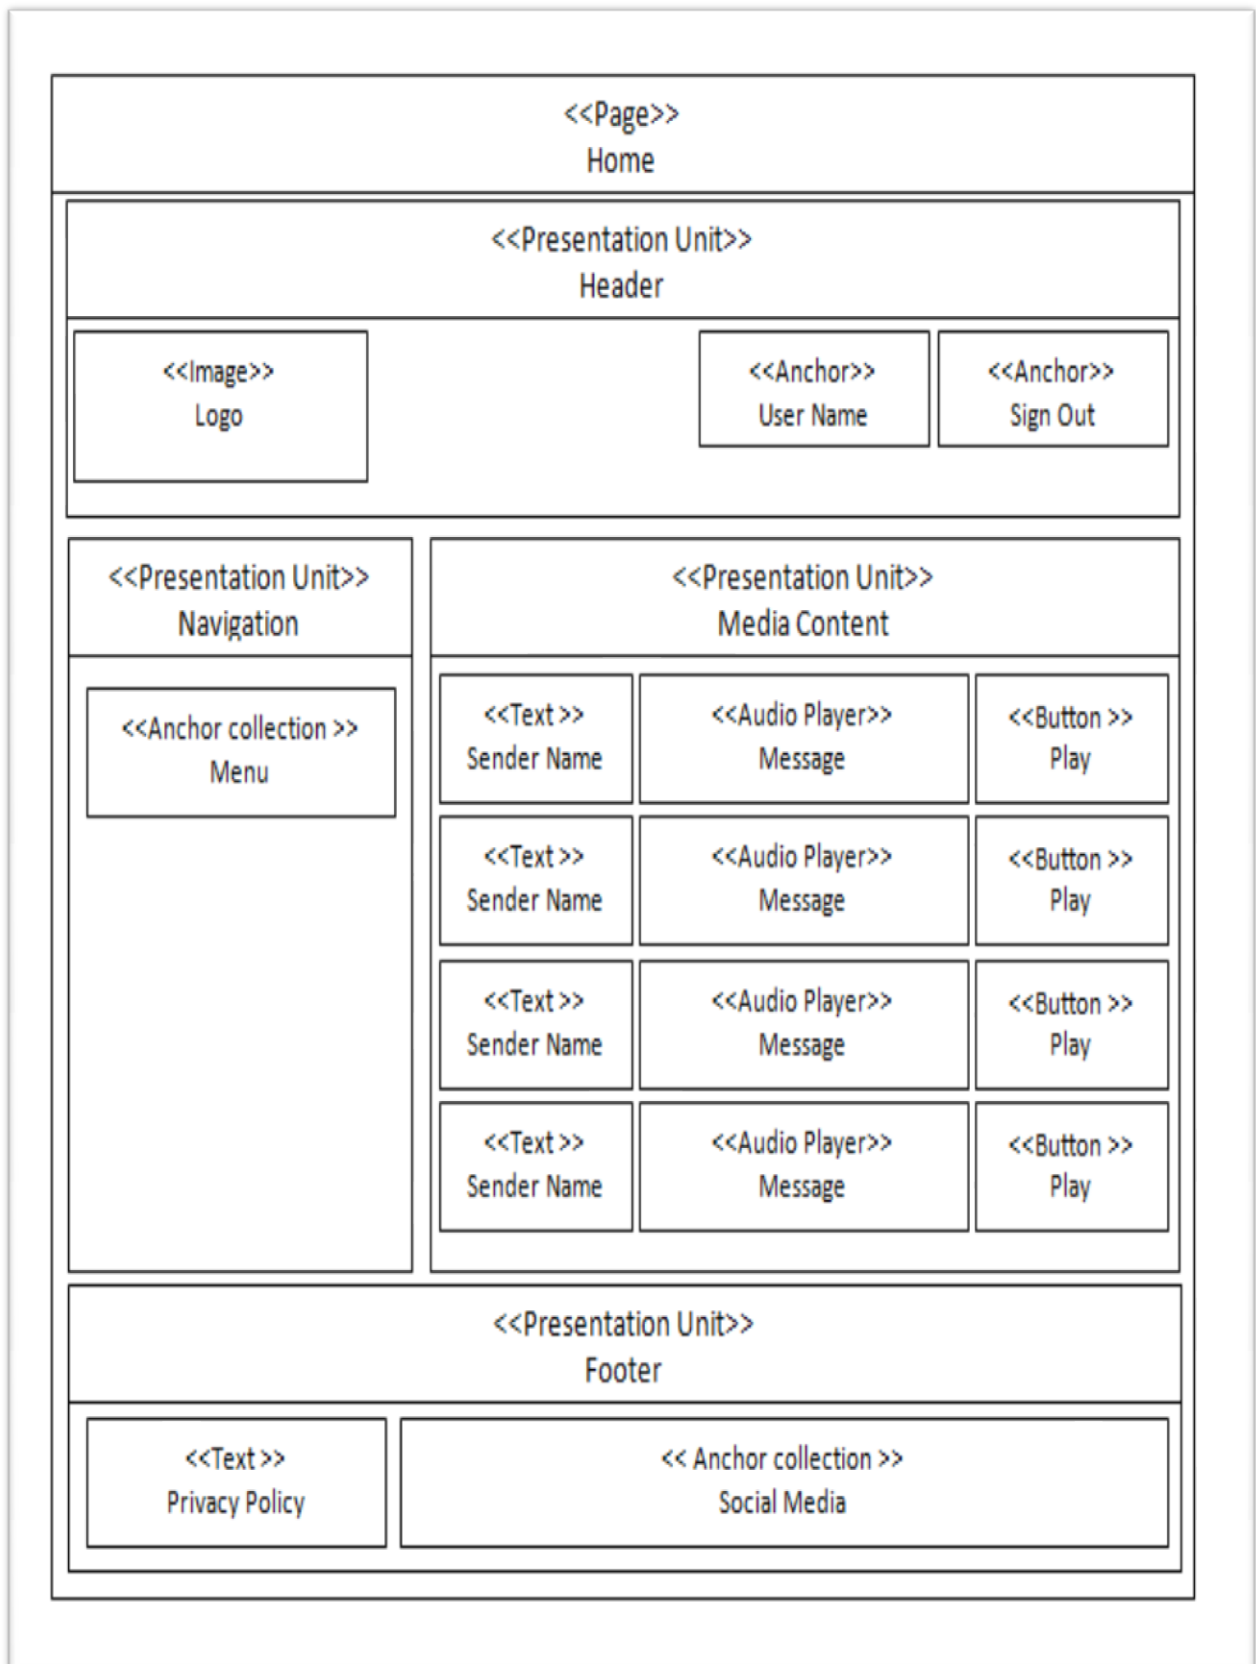 <<Page>>
Home
<<Presentation Unit>>
Header
<<Image>>
Logo
<<Anchor>>
User Name
<<Anchor>>
Sign Out
<<Presentation Unit>>
Navigation
<<Anchor collection >>
Menu
<<Presentation Unit>>
Media Content
<<Text >>
Sender Name
<<Audio Player>>
Message
<<Button >>
Play
<<Text >>
Sender Name
<<Audio Player>>
Message
<<Button >>
Play
<<Text >>
Sender Name
<<Audio Player>>
Message
<<Button >>
Play
<<Text >>
Sender Name
<<Audio Player>>
Message
<<Button >>
Play
<<Presentation Unit>>
Footer
<<Text >>
Privacy Policy
<< Anchor collection >>
Social Media